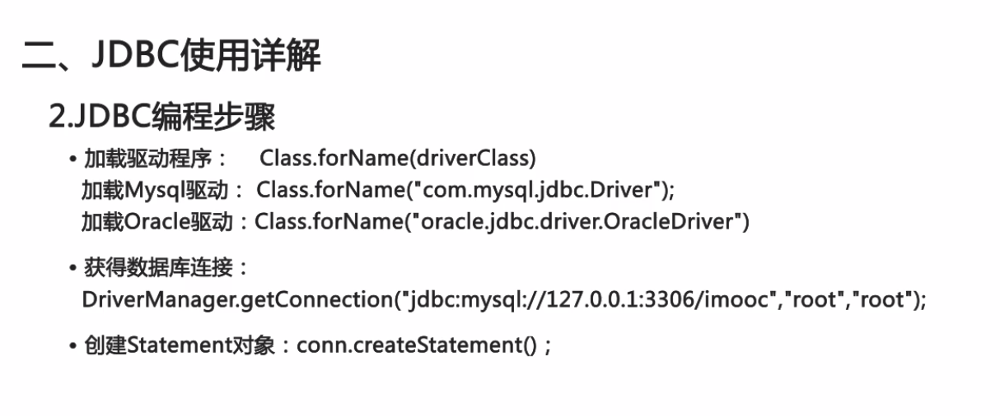 二、JDBC使用详解
2.JDBC编程步骤
• 加载驱动程序： Class.forName(driverClass)
加载Mysql驱动： Class.forName("com.mysql.jdbc.Driver");
加载Oracle驱动：Class.forName("oracle.jdbc.driver.OracleDriver")
• 获得数据库连接：
DriverManager.getConnection("jdbc:mysql://127.0.0.1:3306/imooc","root","root");
• 创建Statement对象：conn.createStatement()；